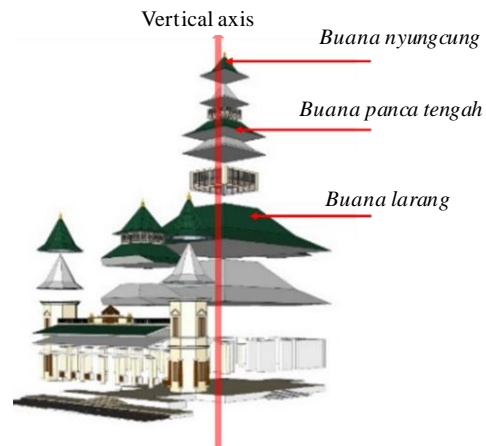 Vertical axis
Buana nyungcung
Buana panca tengah
Buana larang